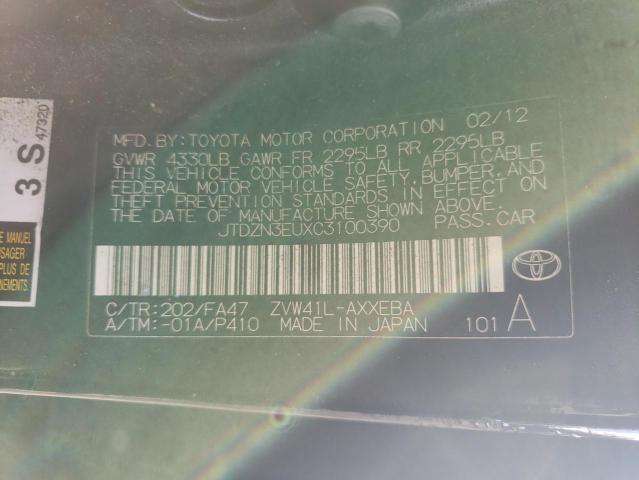 3 S
47320
E MANUEL
USAGER
PLUS DE
NEMENTS
MFD.BY:TOYOTA MOTOR CORPORATION 02/12
GVWR 4330LB GAWR FR 2295LB RR 2295LB
THIS VEHICLE CONFORMS TO ALL APPLICABLE
FEDERAL MOTOR VEHICLE SAFETY,BUMPER,AND
THEFT PREVENTION STANDARDS IN EFFECT ON
THE DATE OF MANUFACTURE SHOWN ABOVE.
JTDZN3EUXC3100390 PASS.CAR
C/TR:202/FA47 ZVW41L-AXXEBA
A/TM:-01A/P410 MADE IN JAPAN 101 A